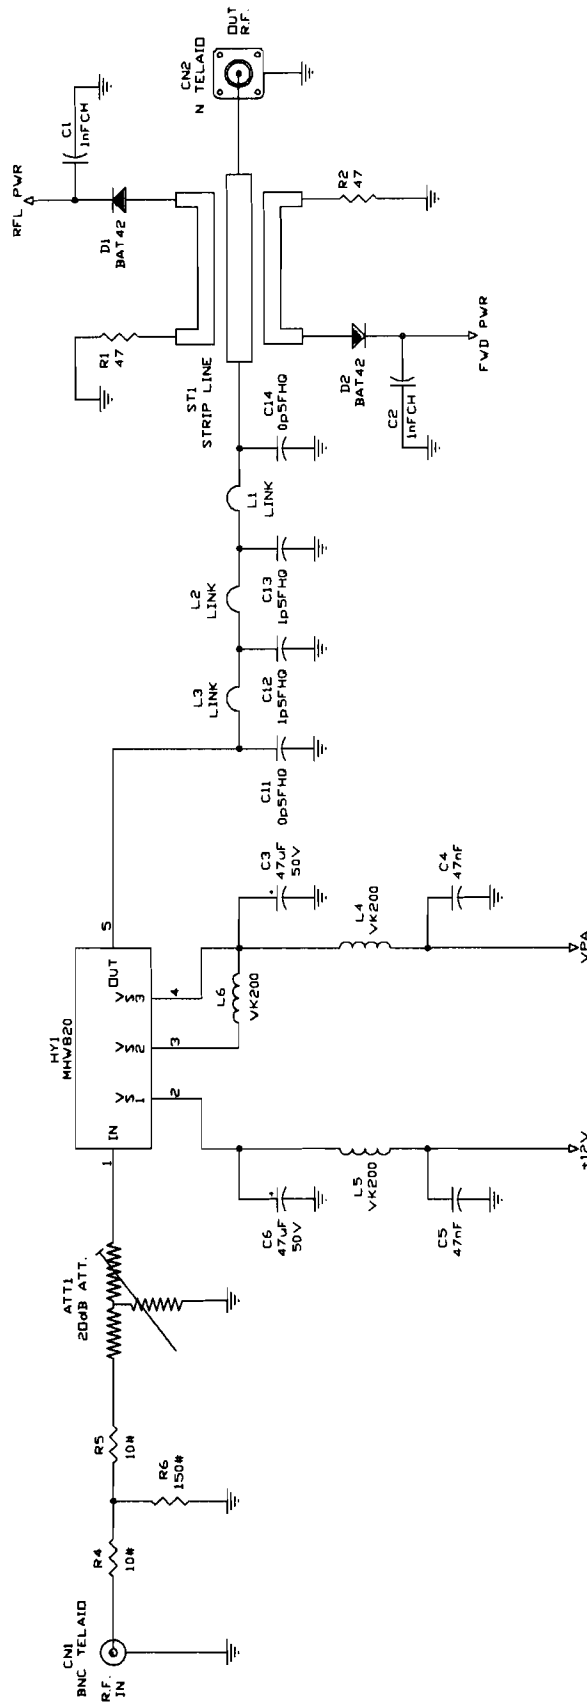 CN1
BNC TELAIO
R.F.
IN
R4
10#
R6
150#
R5
10#
ATT1
20dB ATT.
HY1
MHW820
IN
OUT
VS1
VS2
VS3
1
2
3
4
5
C6
47uF
50V
L5
VK200
C5
47nF
+12V
L6
VK200
C3
47uF
50V
L4
VK200
C4
47nF
VPA
C11
0p5FHQ
L3
LINK
C12
1p5FHQ
L2
LINK
C13
1p5FHQ
L1
LINK
C14
0p5FHQ
ST1
STRIP LINE
R1
47
D1
BAT42
RFL PWR
C1
1nFCH
C2
1nFCH
D2
BAT42
FWD PWR
R2
47
N
CN2
TELAIO
OUT
R.F.